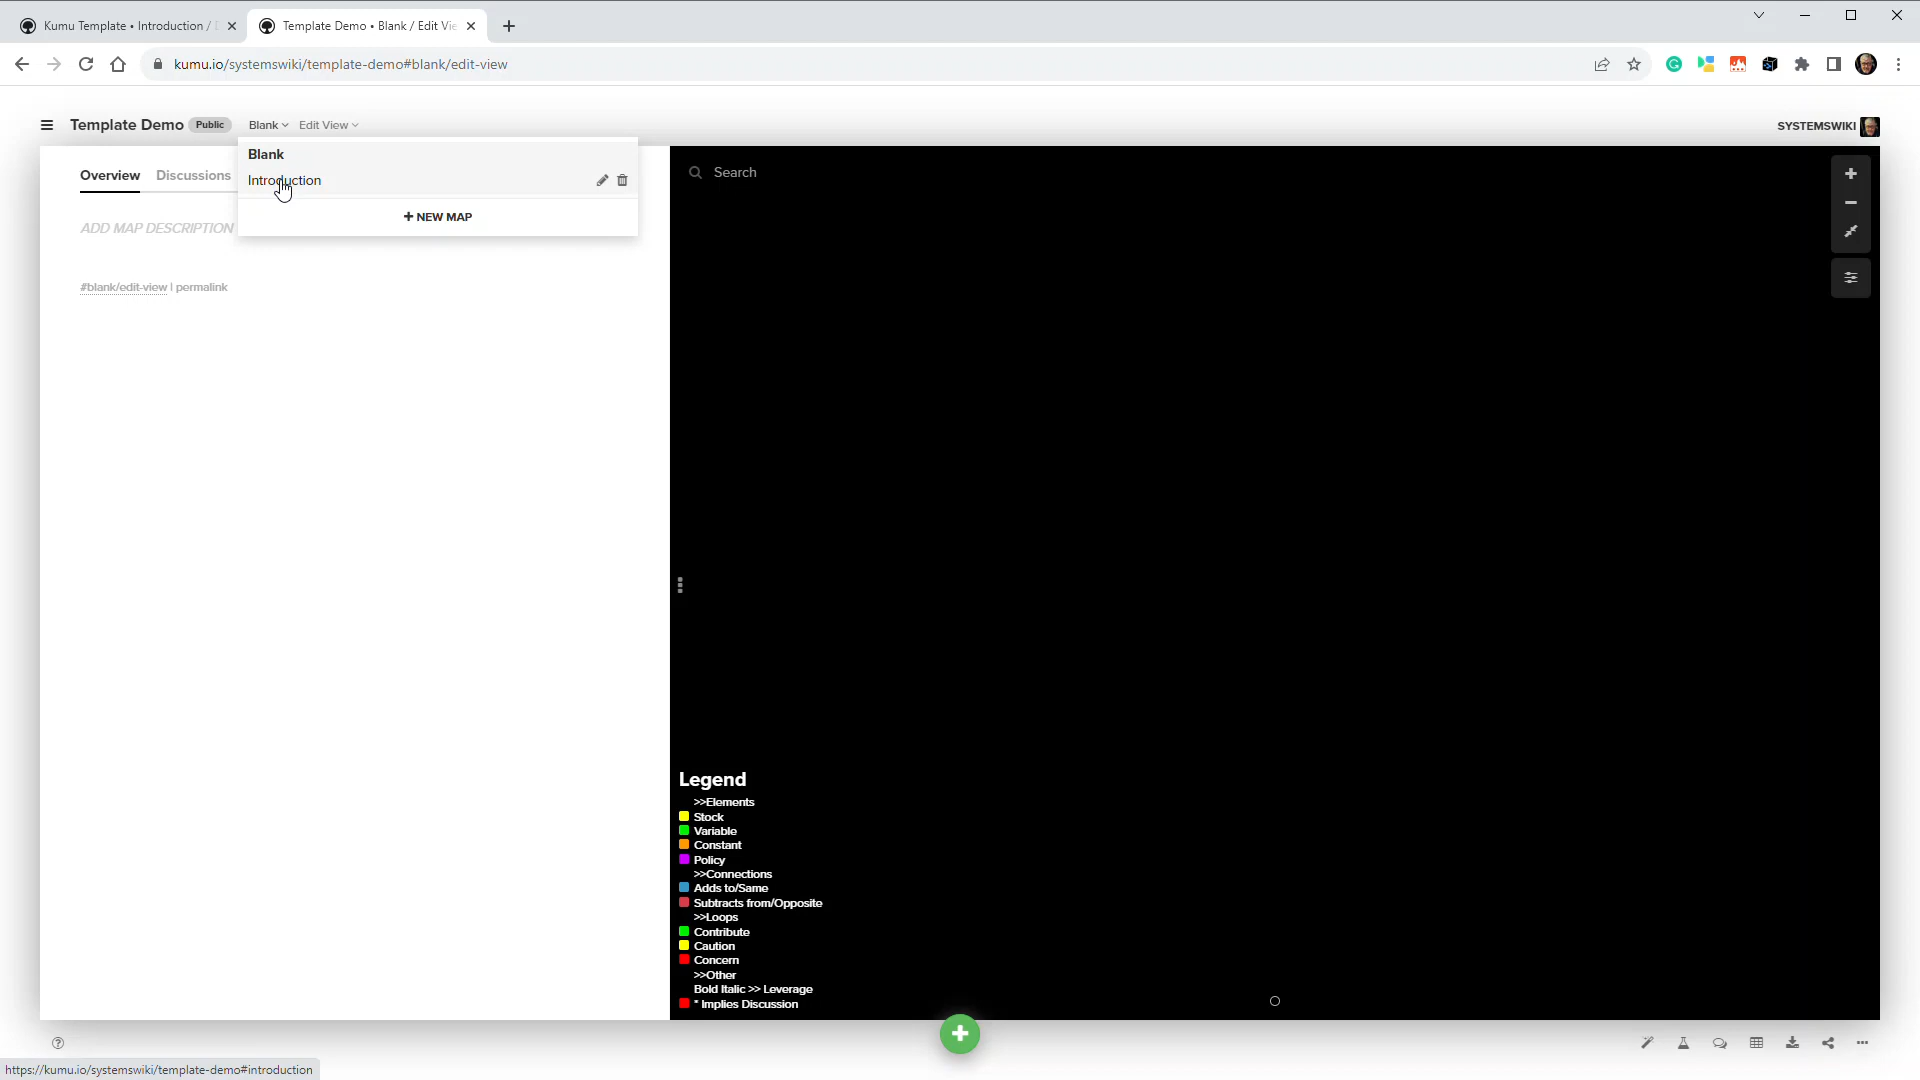 Kumu Template • Introduction /
Template Demo • Blank / Edit Vie
kumu.io/systemswiki/template-demo#blank/edit-view
Template Demo
Public
Blank
Edit View
SYSTEMSWIKI
Blank
Introduction
+ NEW MAP
Overview
Discussions
ADD MAP DESCRIPTION
#blank/edit-view | permalink
Search
Legend
>>Elements
Stock
Variable
Constant
Policy
>>Connections
Adds to/Same
Subtracts from/Opposite
>>Loops
Contribute
Caution
Concern
>>Other
Bold Italic >> Leverage
* Implies Discussion
https://kumu.io/systemswiki/template-demo#introduction